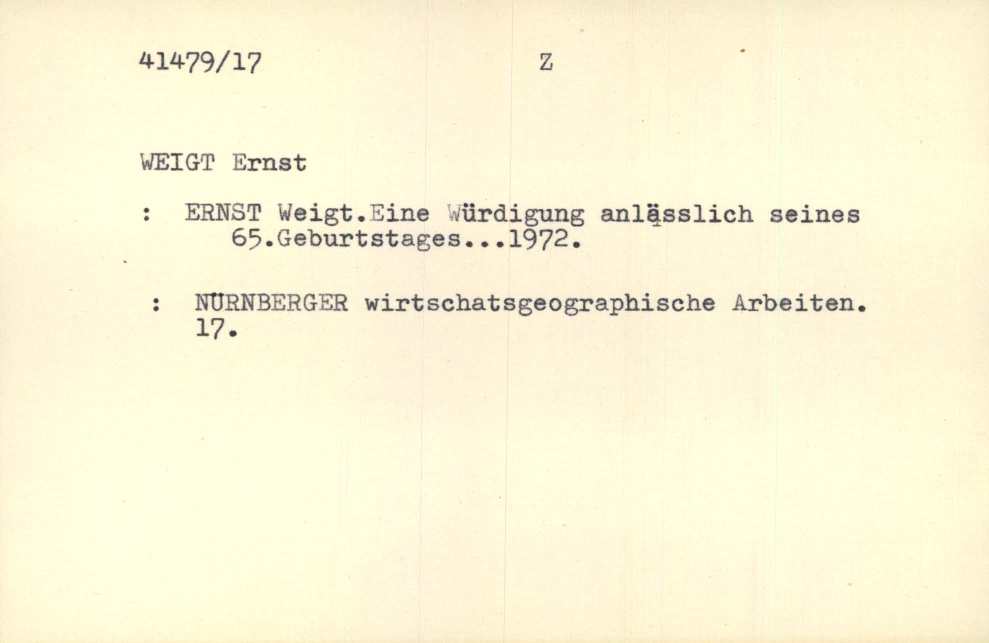 41479/17 Z
WEIGT Ernst
: ERNST Weigt.Eine Würdigung anlässlich seines
65.Geburtstages...1972.
: NÜRNBERGER wirtschatsgeographische Arbeiten.
17.